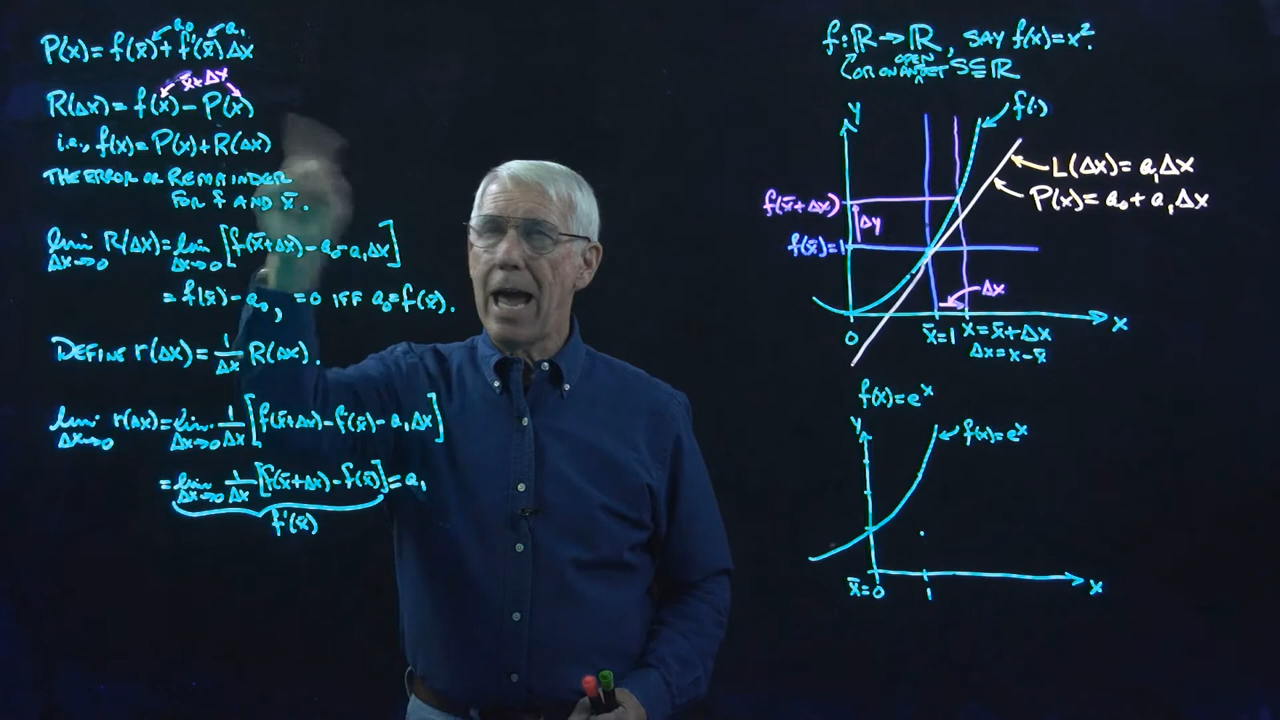 P(x) = f(x̄) + f'(x̄) Δx
a₀ a₁
x̄+Δx
R(Δx) = f(x) − P(x)
i.e., f(x) = P(x) + R(Δx)
THE ERROR OR REMAINDER
FOR f AND x̄.
lim Δx→0 R(Δx) = lim Δx→0 [f(x̄+Δx) − a₀ − a₁Δx]
= f(x̄) − a₀, = 0 IFF a₀ = f(x̄).
DEFINE r(Δx) = 1/Δx R(Δx).
lim Δx→0 r(Δx) = lim Δx→0 1/Δx [f(x̄+Δx) − f(x̄) − a₁Δx]
= lim Δx→0 1/Δx [f(x̄+Δx) − f(x̄)] = a₁
f'(x̄)
f: ℝ → ℝ, SAY f(x) = x².
OR ON AN OPEN SET S ⊆ ℝ
Y
f(·)
L(Δx) = a₁Δx
P(x) = a₀ + a₁Δx
f(x̄+Δx)
Δy
f(x̄)=1
Δx
0
x̄=1
x = x̄+Δx
X
Δx = x − x̄
f(x) = eˣ
Y
f(x) = eˣ
x̄=0
1
X